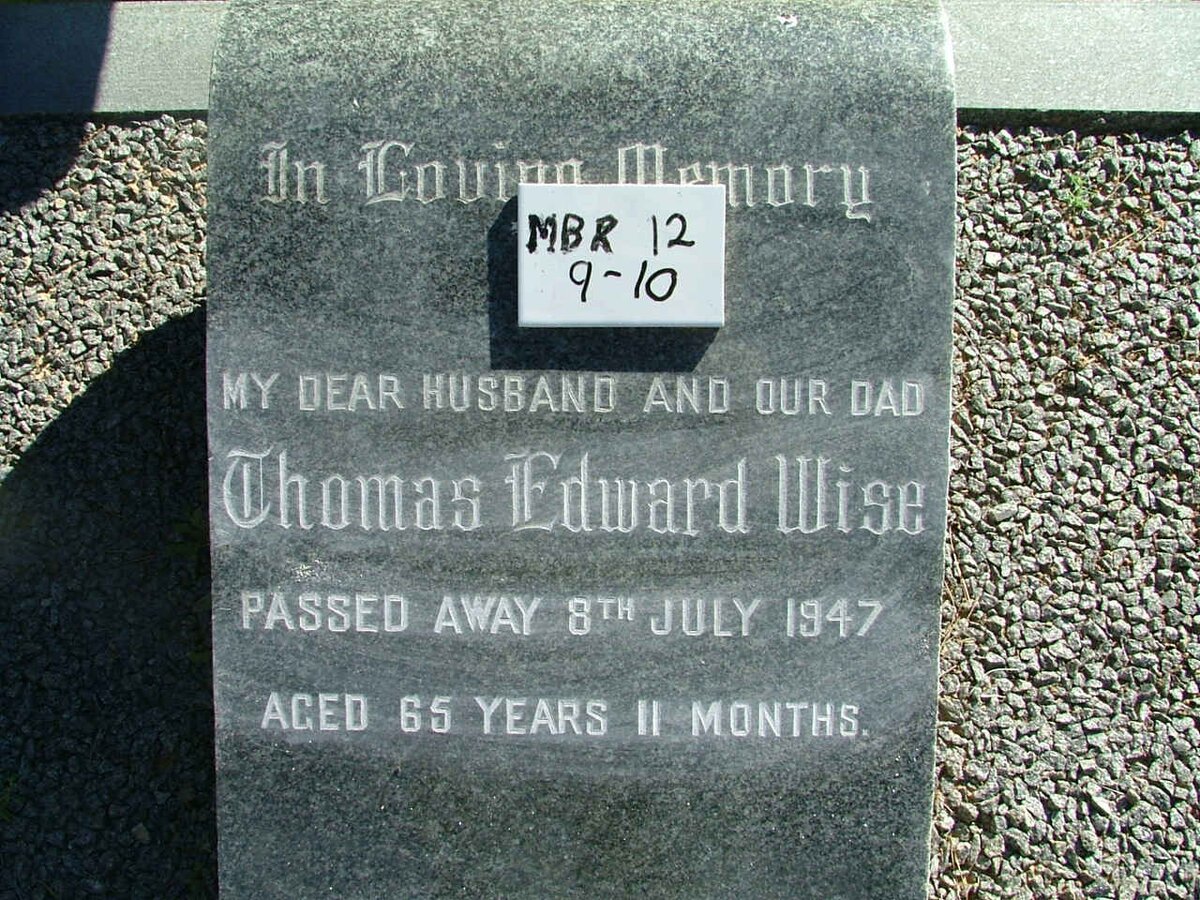 In Loving Memory
MBR 12
9-10
MY DEAR HUSBAND AND OUR DAD
Thomas Edward Wise
PASSED AWAY 8TH JULY 1947
AGED 65 YEARS 11 MONTHS.